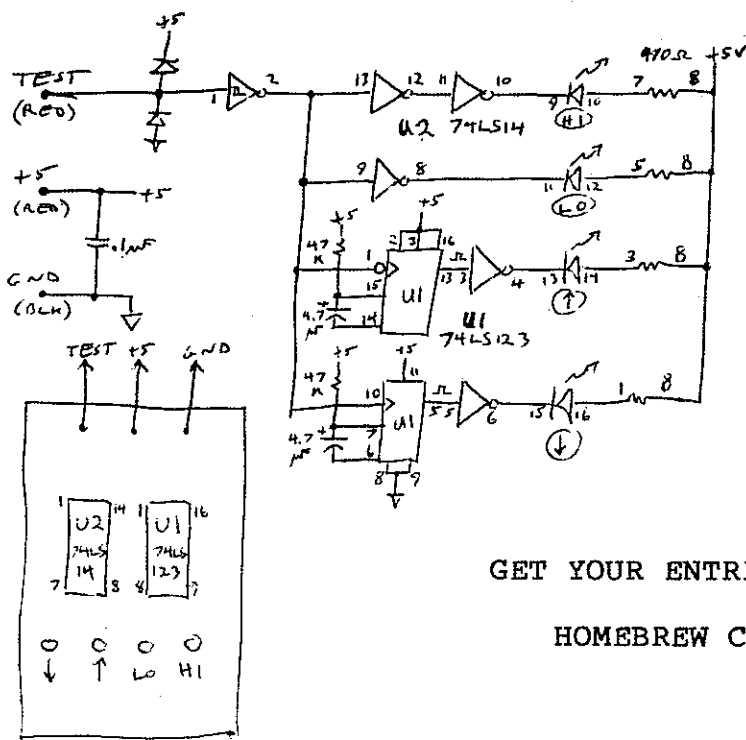 +5
470Ω +5V
TEST
(RED)
1 2 13 12 11 10 9 10 7 8
U2 74LS14
HI
+5
(RED)
+5
.1µF
9 8 11 12 5 8
LO
+5
+5
47K
2 3 16
1
15
14
4.7
µF
U1
13 3 4 13 14 3 8
↑
U1
74LS123
GND
(BLK)
+5
+5
47K
11
10
7
6
4.7
µF
U1
5 5 6 15 16 1 8
↓
8 9
TEST +5 GND
1 14 1 16
U2 U1
74LS 74LS
14 123
7 8 8
↓ ↑ LO HI
GET YOUR ENTRI
HOMEBREW C